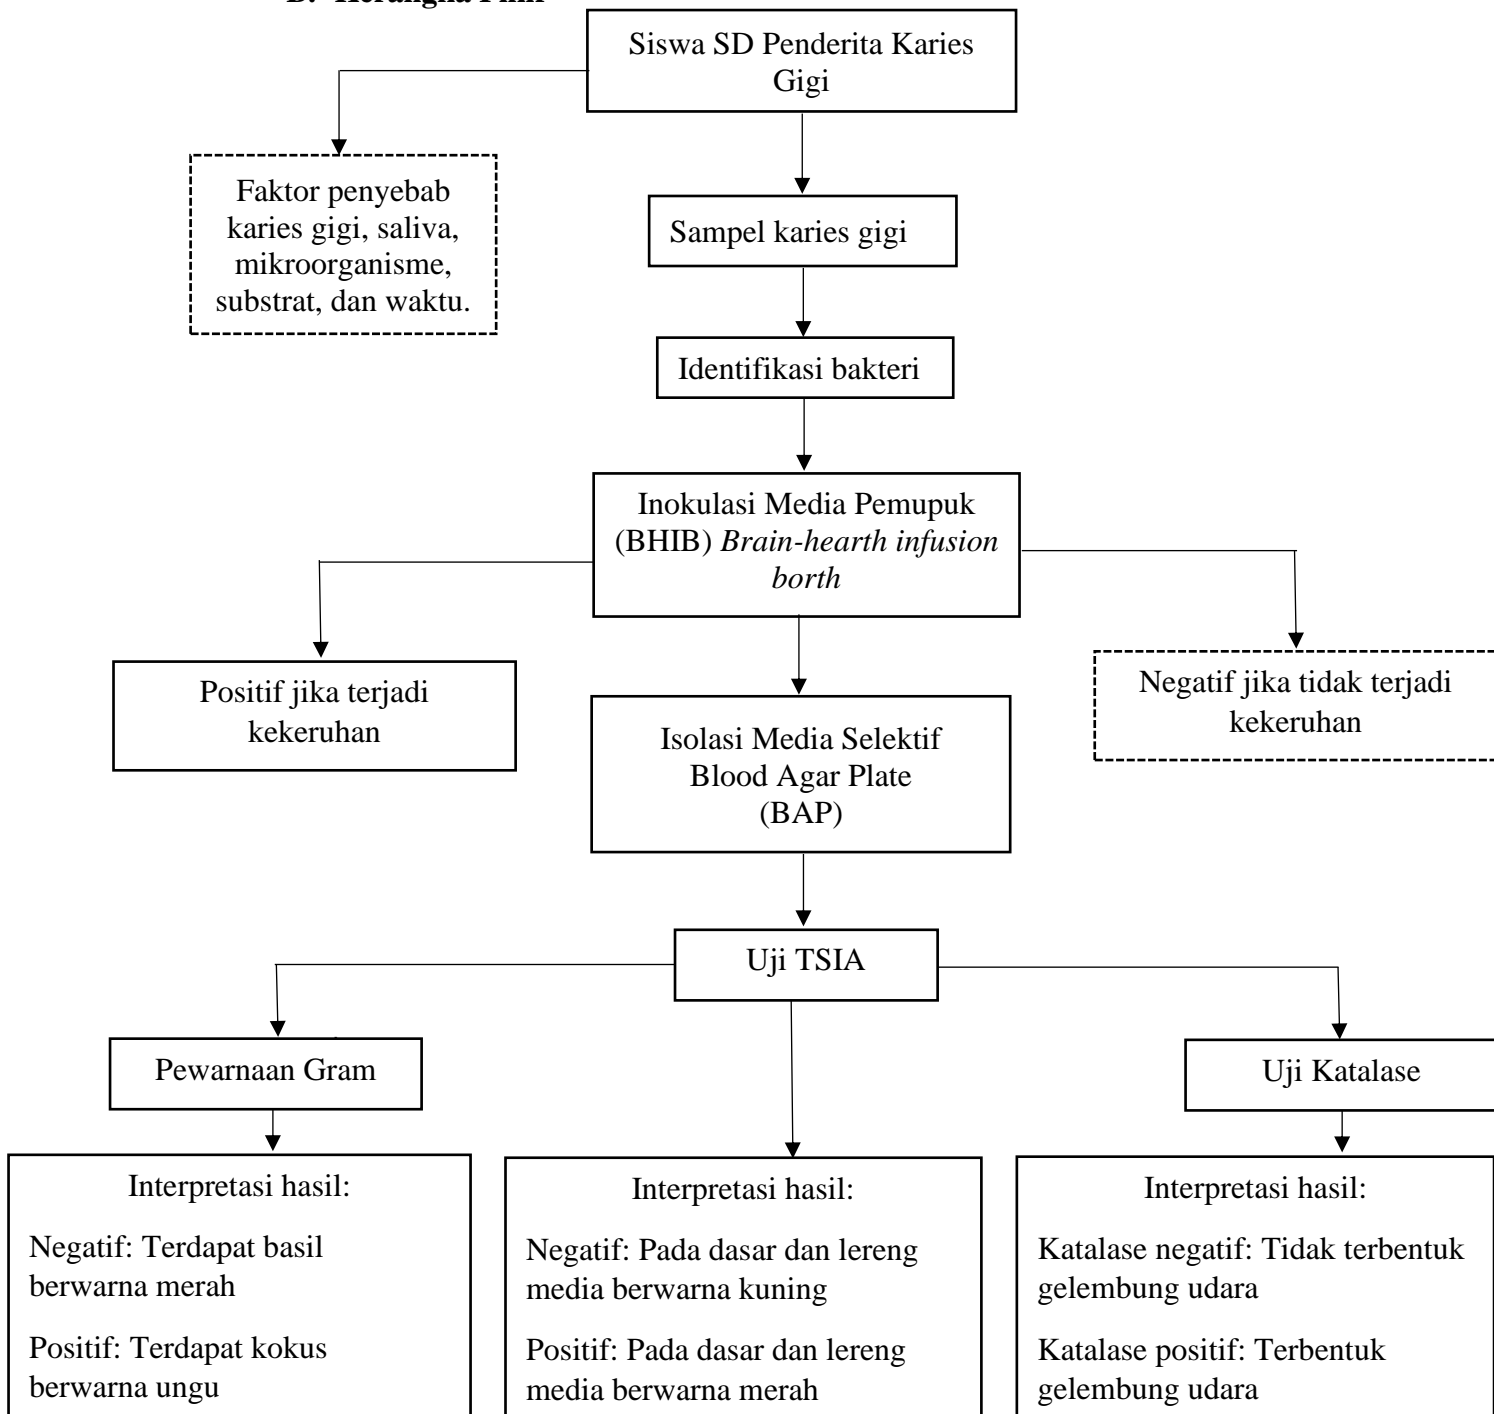 B. Kerangka Pikir
Siswa SD Penderita Karies
Gigi
Faktor penyebab
karies gigi, saliva,
mikroorganisme,
substrat, dan waktu.
Sampel karies gigi
Identifikasi bakteri
Inokulasi Media Pemupuk
(BHIB) Brain-hearth infusion
borth
Positif jika terjadi
kekeruhan
Negatif jika tidak terjadi
kekeruhan
Isolasi Media Selektif
Blood Agar Plate
(BAP)
Uji TSIA
Pewarnaan Gram
Uji Katalase
Interpretasi hasil:
Negatif: Terdapat basil
berwarna merah
Positif: Terdapat kokus
berwarna ungu
Interpretasi hasil:
Negatif: Pada dasar dan lereng
media berwarna kuning
Positif: Pada dasar dan lereng
media berwarna merah
Interpretasi hasil:
Katalase negatif: Tidak terbentuk
gelembung udara
Katalase positif: Terbentuk
gelembung udara